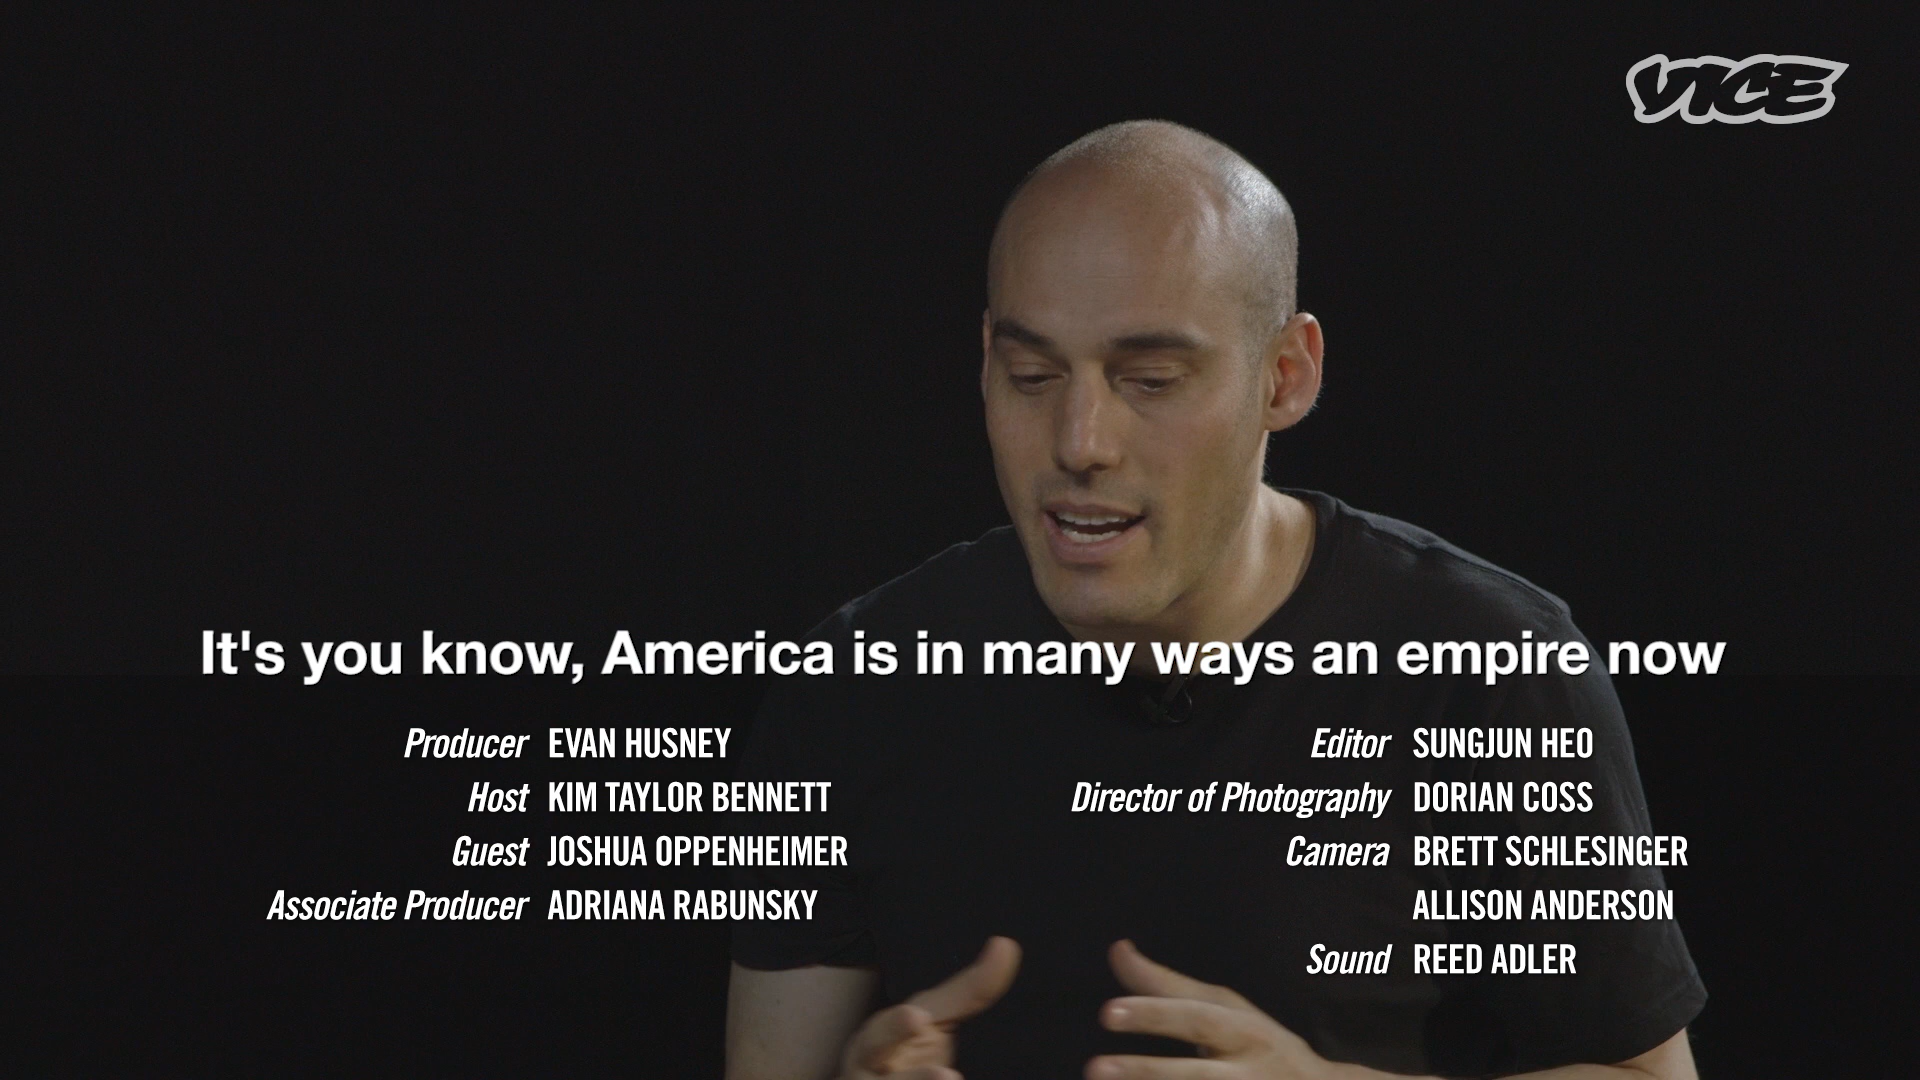 VICE
It's you know, America is in many ways an empire now
Producer EVAN HUSNEY
Host KIM TAYLOR BENNETT
Guest JOSHUA OPPENHEIMER
Associate Producer ADRIANA RABUNSKY
Editor SUNGJUN HEO
Director of Photography DORIAN COSS
Camera BRETT SCHLESINGER
ALLISON ANDERSON
Sound REED ADLER